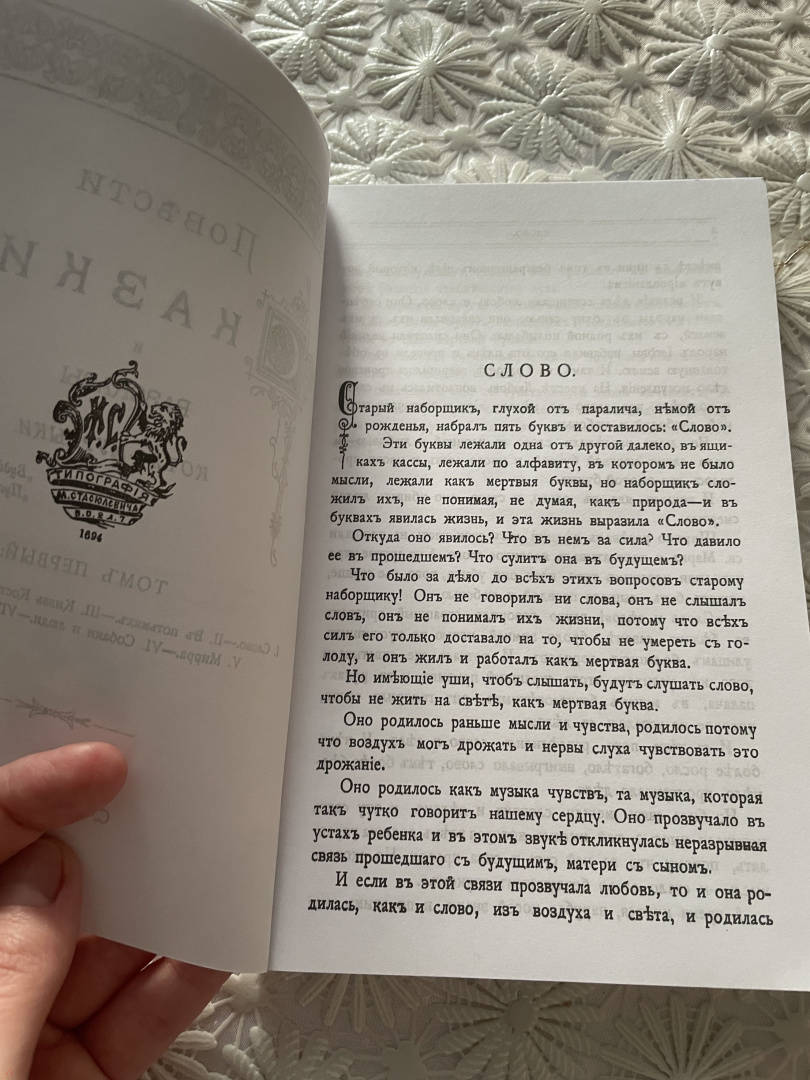 ТИПОГРАФІЯ
М. СТАСЮЛЕВИЧА
1894
СЛОВО.
Старый наборщикъ, глухой отъ паралича, нѣмой отъ
рожденья, набралъ пять буквъ и составилось: «Слово».
Эти буквы лежали одна отъ другой далеко, въ ящи-
кахъ кассы, лежали по алфавиту, въ которомъ не было
мысли, лежали какъ мертвыя буквы, но наборщикъ сло-
жилъ ихъ, не понимая, не думая, какъ природа—и въ
буквахъ явилась жизнь, и эта жизнь выразила «Слово».
Откуда оно явилось? Что въ немъ за сила? Что давило
ее въ прошедшемъ? Что сулитъ она въ будущемъ?
Что было за дѣло до всѣхъ этихъ вопросовъ старому
наборщику! Онъ не говорилъ ни слова, онъ не слышалъ
словъ, онъ не понималъ ихъ жизни, потому что всѣхъ
силъ его только доставало на то, чтобы не умереть съ го-
лоду, и онъ жилъ и работалъ какъ мертвая буква.
Но имѣющіе уши, чтобъ слышать, будутъ слушать слово,
чтобы не жить на свѣтѣ, какъ мертвая буква.
Оно родилось раньше мысли и чувства, родилось потому
что воздухъ могъ дрожать и нервы слуха чувствовать это
дрожаніе.
Оно родилось какъ музыка чувствъ, та музыка, которая
такъ чутко говоритъ нашему сердцу. Оно прозвучало въ
устахъ ребенка и въ этомъ звукѣ откликнулась неразрывная
связь прошедшаго съ будущимъ, матери съ сыномъ.
И если въ этой связи прозвучала любовь, то и она ро-
дилась, какъ и слово, изъ воздуха и свѣта, и родилась